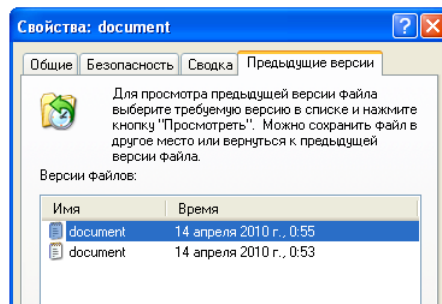 Свойства: document
Общие Безопасность Сводка Предыдущие версии
Для просмотра предыдущей версии файла
выберите требуемую версию в списке и нажмите
кнопку "Просмотреть". Можно сохранить файл в
другое место или вернуться к предыдущей
версии файла.
Версии файлов:
Имя Время
document 14 апреля 2010 г., 0:55
document 14 апреля 2010 г., 0:53